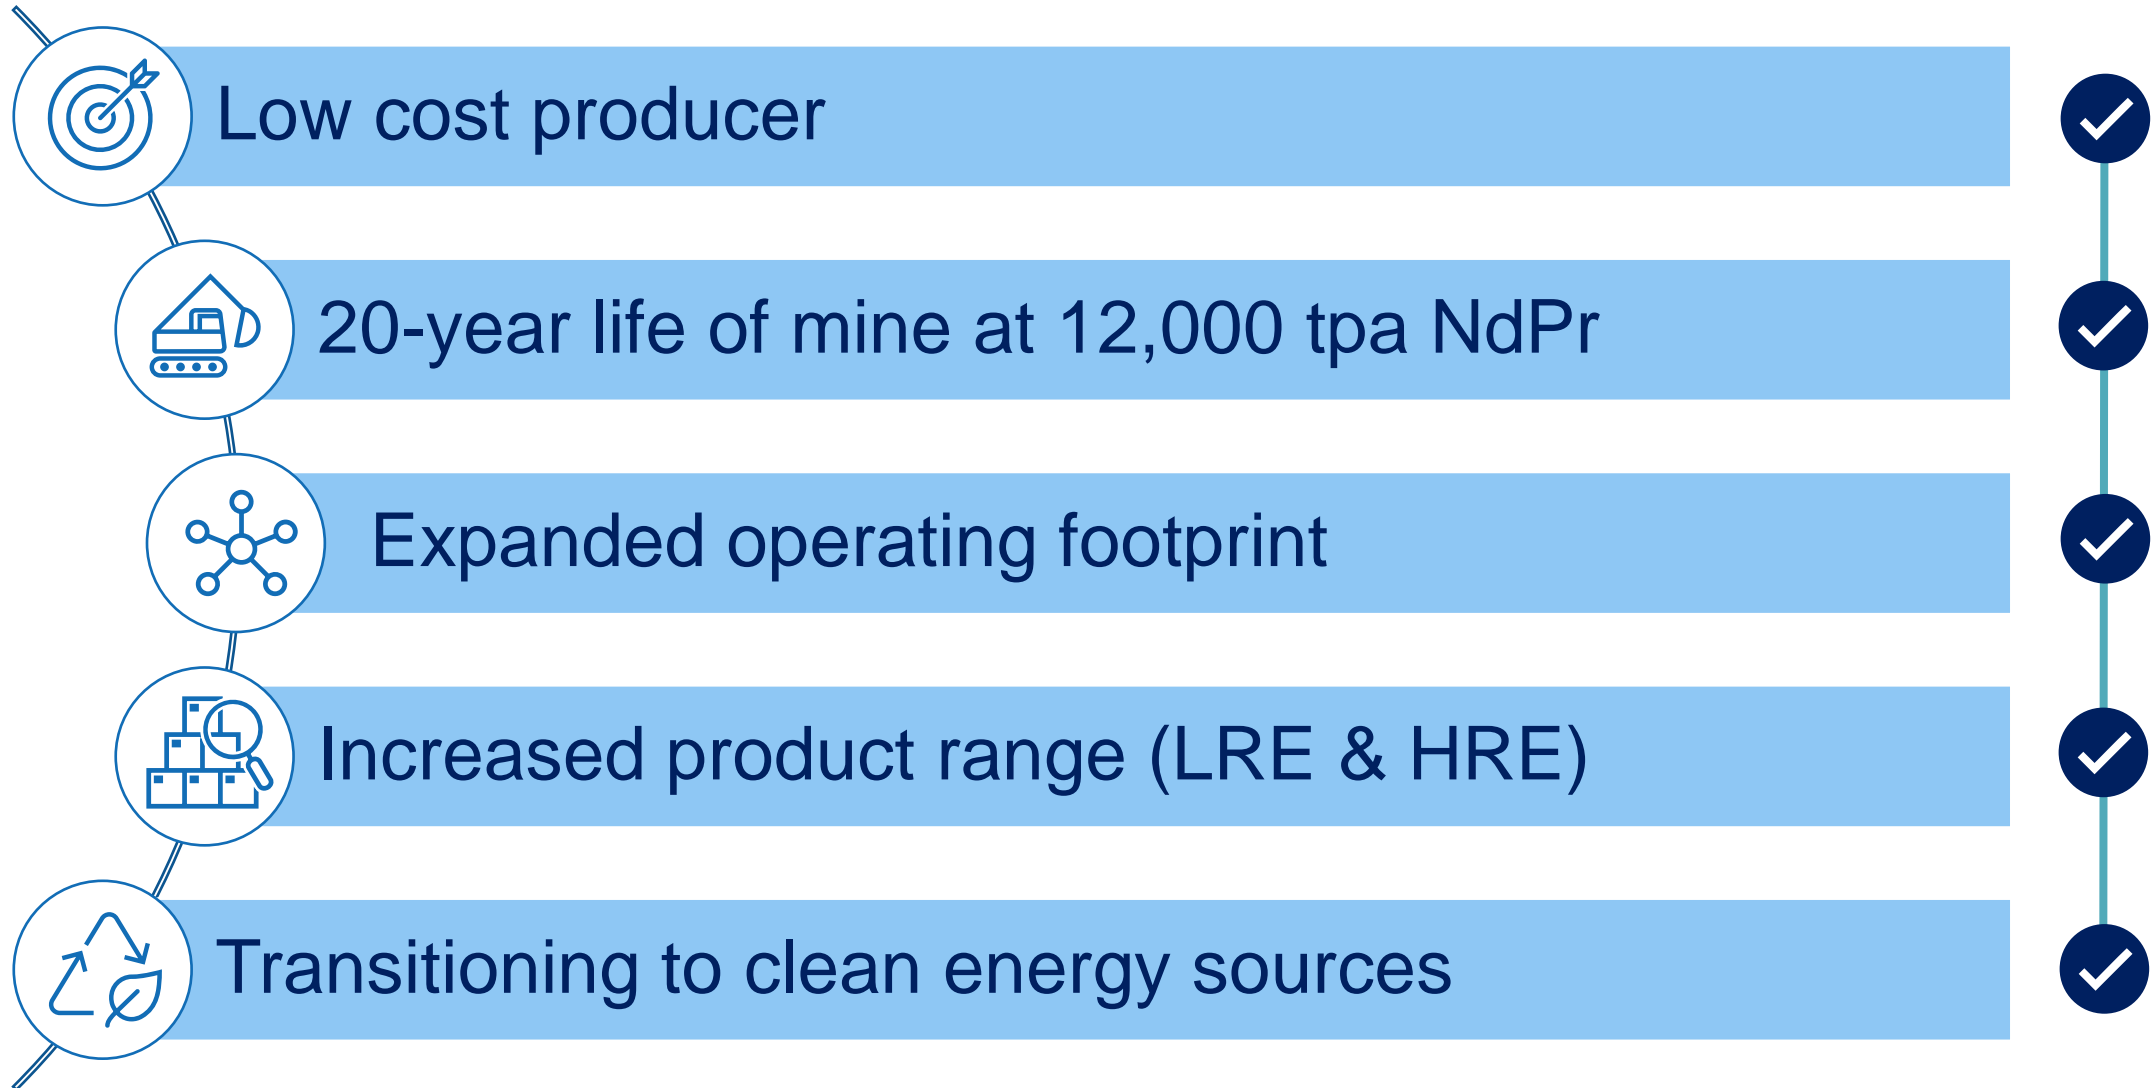 Low cost producer
20-year life of mine at 12,000 tpa NdPr
Expanded operating footprint
Increased product range (LRE & HRE)
Transitioning to clean energy sources